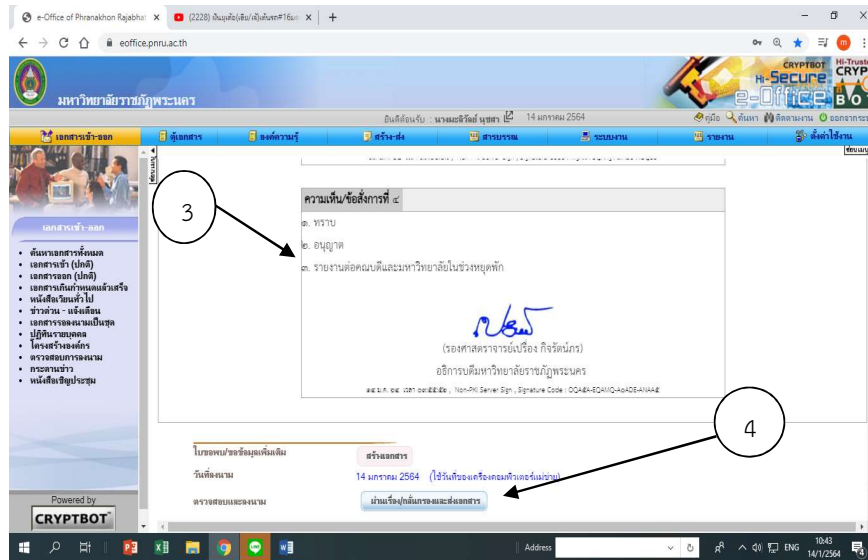 e-Office of Phranakhon Rajabhat
(2228)
eoffice.pnru.ac.th
มหาวิทยาลัยราชภัฏพระนคร
CRYPTBOT
Hi-Secure
e-Office
Hi-Trust
CRYP
BOT
ยินดีต้อนรับ : นางมะลิวัลย์ นุชสา 14 มกราคม 2564
คู่มือ ค้นหา ติดตามงาน ออกจากระบ
เอกสารเข้า-ออก ตู้เอกสาร องค์ความรู้ สร้าง-ส่ง สารบรรณ ระบบงาน รายงาน ตั้งค่าใช้งาน
ซ่อนเมนู
เอกสารเข้า-ออก
ค้นหาเอกสารทั้งหมด
เอกสารเข้า (ปกติ)
เอกสารออก (ปกติ)
เอกสารเกินกำหนดแล้วเสร็จ
หนังสือเวียนทั่วไป
ข่าวด่วน - แจ้งเตือน
เอกสารรอลงนามเป็นชุด
ปฏิทินรายบุคคล
โครงสร้างองค์กร
ตรวจสอบการลงนาม
กระดานข่าว
หนังสือเชิญประชุม
3
ความเห็น/ข้อสั่งการที่ ๔
๑. ทราบ
๒. อนุญาต
๓. รายงานต่อคณบดีและมหาวิทยาลัยในช่วงหยุดพัก
(รองศาสตราจารย์เปรื่อง กิจรัตน์ภร)
อธิการบดีมหาวิทยาลัยราชภัฏพระนคร
Non-PKI Server Sign , Signature Code :
4
ใบขอพบ/ขอข้อมูลเพิ่มเติม สร้างเอกสาร
วันที่ลงนาม 14 มกราคม 2564 (ใช้วันที่ของเครื่องคอมพิวเตอร์แม่ข่าย)
ตรวจสอบและลงนาม ผ่านเรื่อง/กลั่นกรองและส่งเอกสาร
Powered by
CRYPTBOT
Address
ENG
10:43
14/1/2564